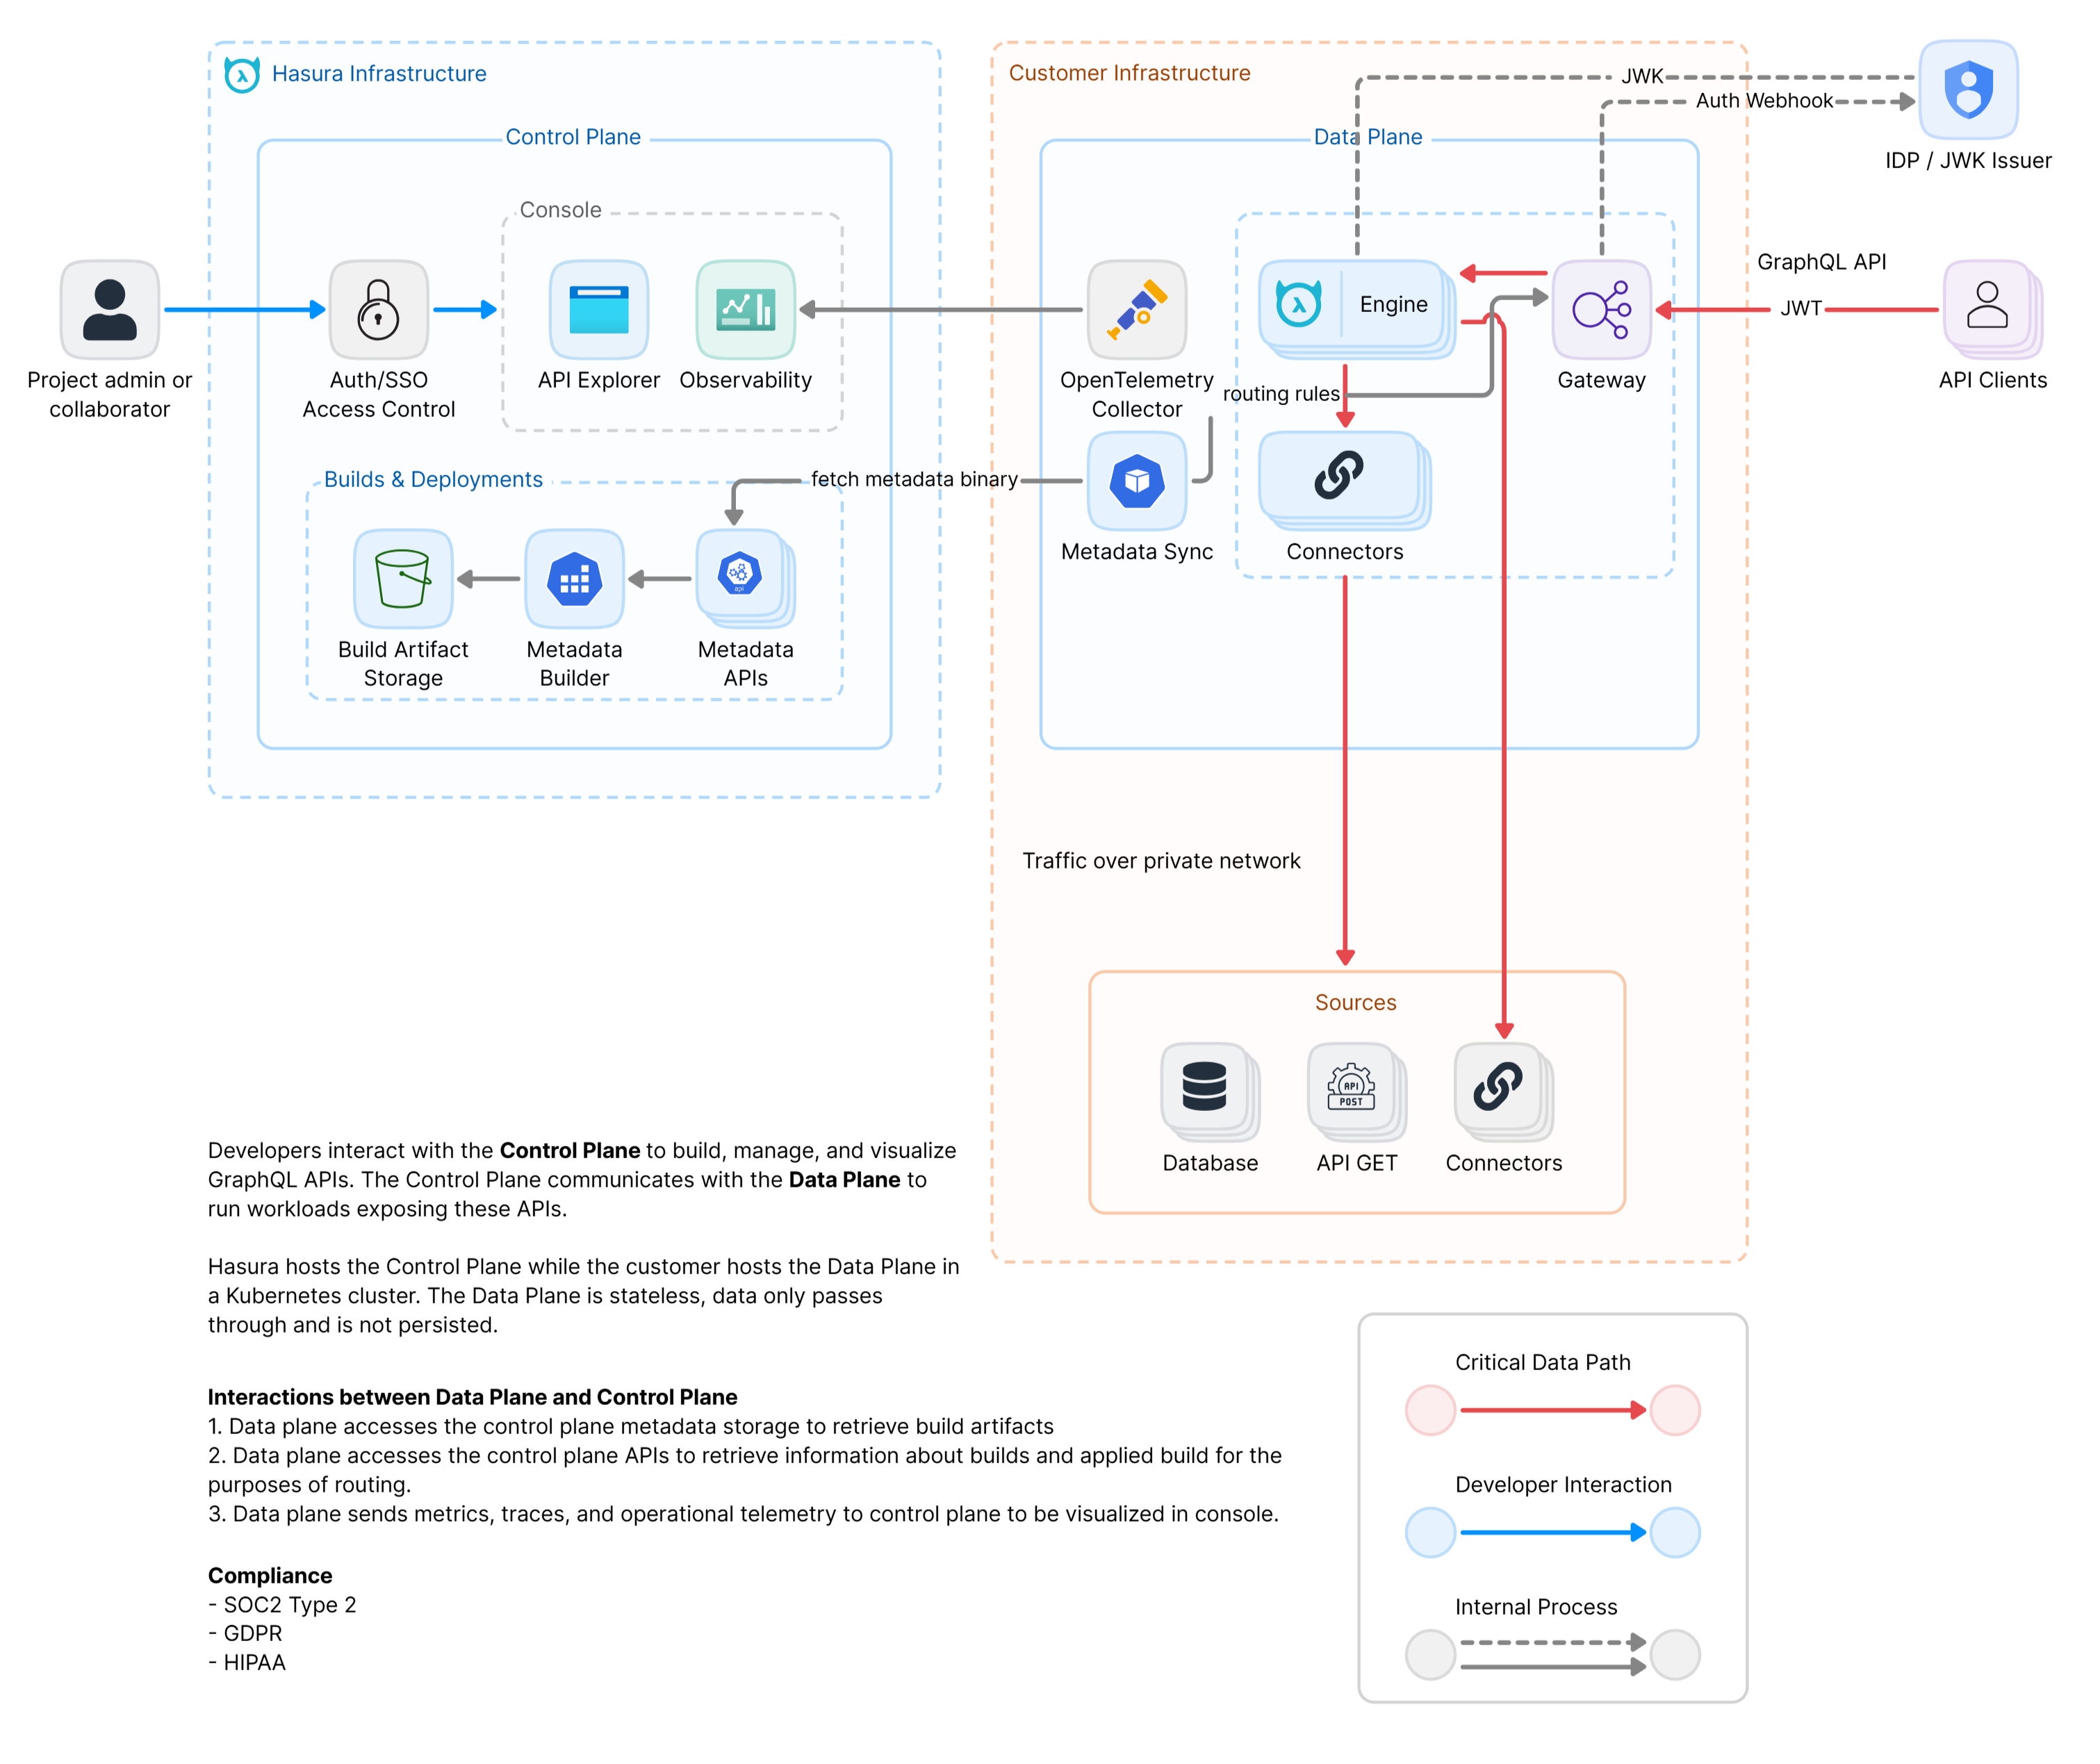 Hasura Infrastructure
Control Plane
Console
Project admin or
collaborator
Auth/SSO
Access Control
API Explorer
Observability
Builds & Deployments
fetch metadata binary
Build Artifact
Storage
Metadata
Builder
api
Metadata
APIs
Customer Infrastructure
Data Plane
JWK
Auth Webhook
IDP / JWK Issuer
OpenTelemetry
Collector
Engine
routing rules
Gateway
GraphQL API
JWT
API Clients
Metadata Sync
Connectors
Traffic over private network
Sources
Database
API
POST
API GET
Connectors
Developers interact with the Control Plane to build, manage, and visualize
GraphQL APIs. The Control Plane communicates with the Data Plane to
run workloads exposing these APIs.
Hasura hosts the Control Plane while the customer hosts the Data Plane in
a Kubernetes cluster. The Data Plane is stateless, data only passes
through and is not persisted.
Interactions between Data Plane and Control Plane
1. Data plane accesses the control plane metadata storage to retrieve build artifacts
2. Data plane accesses the control plane APIs to retrieve information about builds and applied build for the
purposes of routing.
3. Data plane sends metrics, traces, and operational telemetry to control plane to be visualized in console.
Compliance
- SOC2 Type 2
- GDPR
- HIPAA
Critical Data Path
Developer Interaction
Internal Process